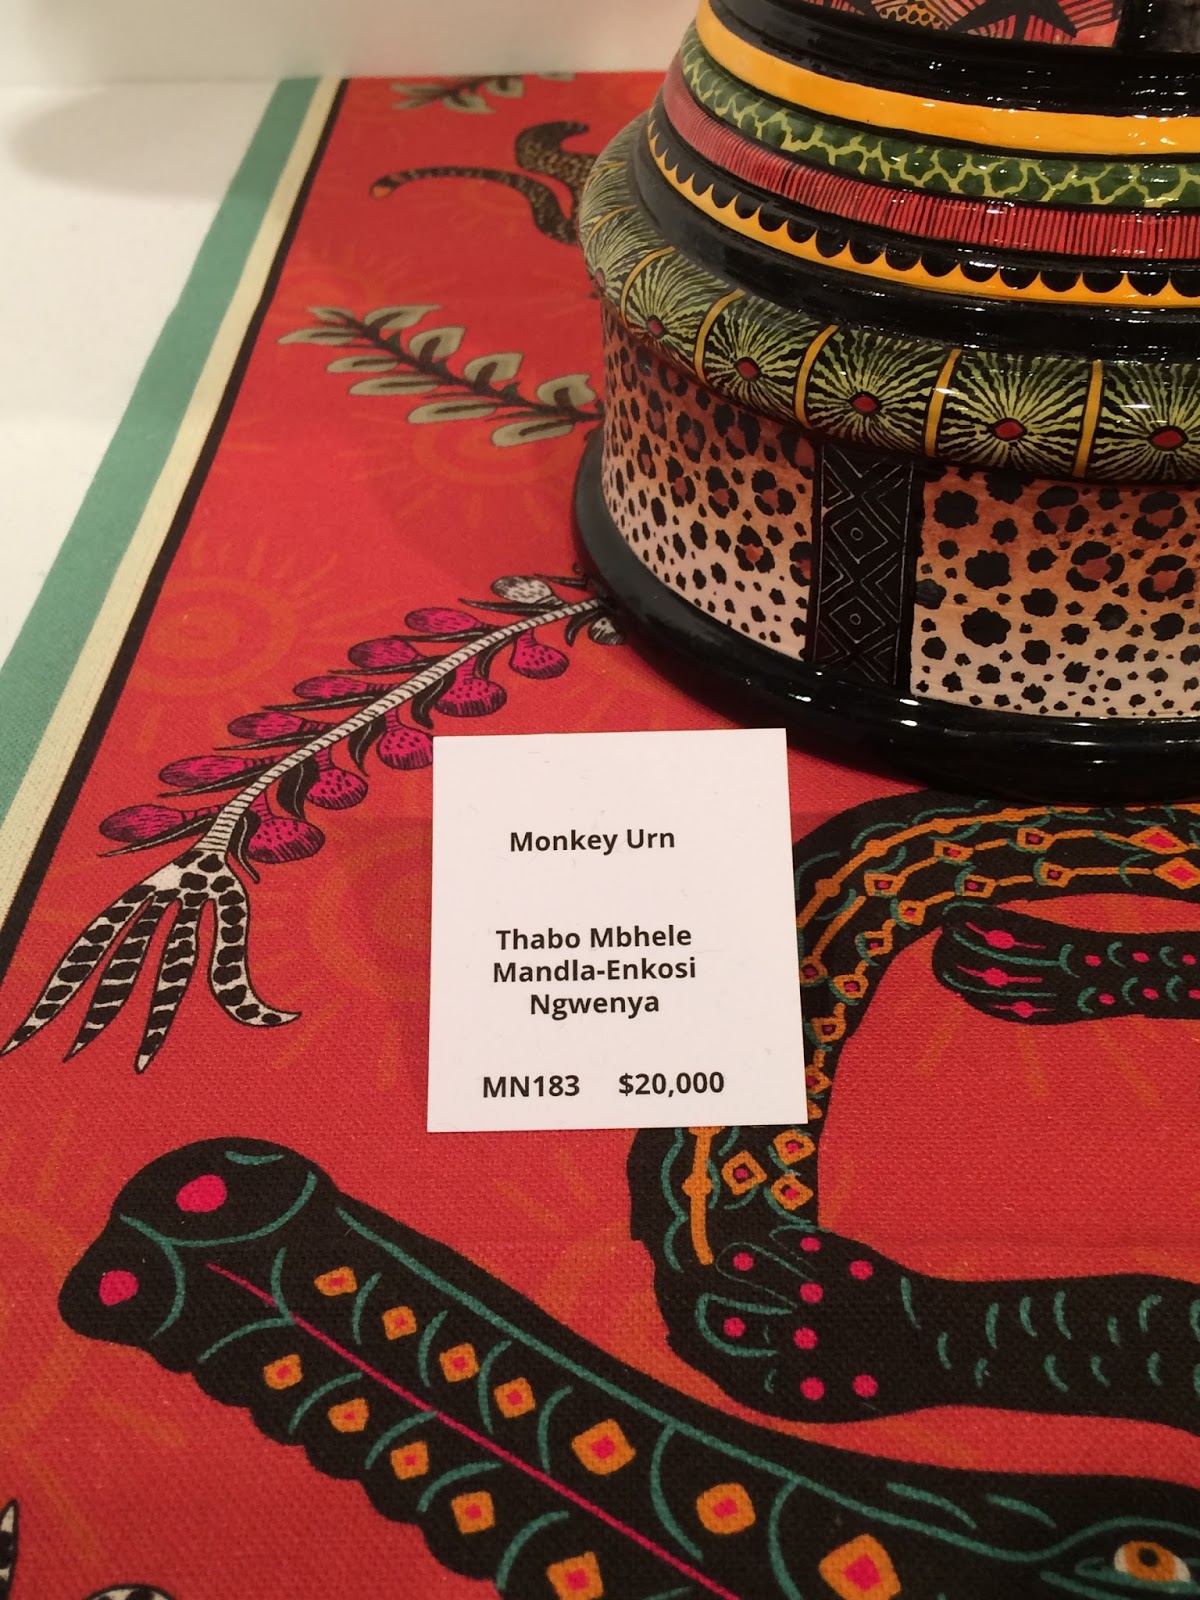 Monkey Urn
Thabo Mbhele
Mandla-Enkosi
Ngwenya
MN183 $20,000